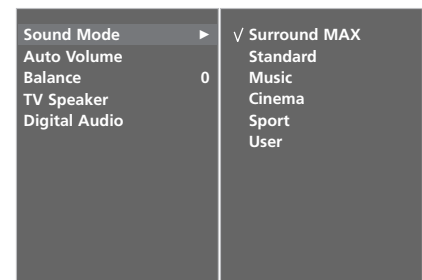 Sound Mode ►
Auto Volume
Balance 0
TV Speaker
Digital Audio
√ Surround MAX
Standard
Music
Cinema
Sport
User